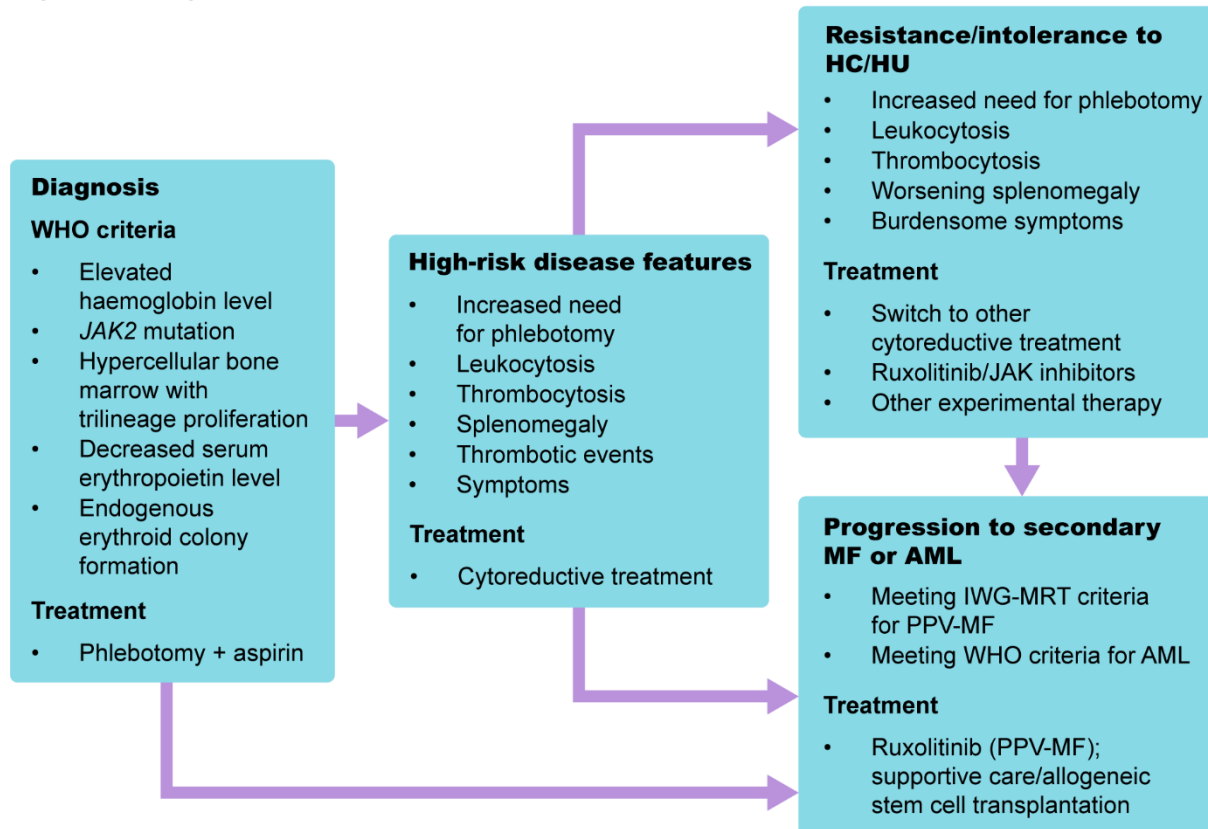 Diagnosis
WHO criteria
• Elevated
haemoglobin level
• JAK2 mutation
• Hypercellular bone
marrow with
trilineage proliferation
• Decreased serum
erythropoietin level
• Endogenous
erythroid colony
formation
Treatment
• Phlebotomy + aspirin
High-risk disease features
• Increased need
for phlebotomy
• Leukocytosis
• Thrombocytosis
• Splenomegaly
• Thrombotic events
• Symptoms
Treatment
• Cytoreductive treatment
Resistance/intolerance to
HC/HU
• Increased need for phlebotomy
• Leukocytosis
• Thrombocytosis
• Worsening splenomegaly
• Burdensome symptoms
Treatment
• Switch to other
cytoreductive treatment
• Ruxolitinib/JAK inhibitors
• Other experimental therapy
Progression to secondary
MF or AML
• Meeting IWG-MRT criteria
for PPV-MF
• Meeting WHO criteria for AML
Treatment
• Ruxolitinib (PPV-MF);
supportive care/allogeneic
stem cell transplantation